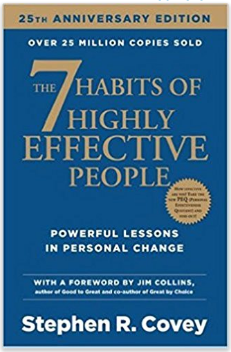 25TH ANNIVERSARY EDITION
OVER 25 MILLION COPIES SOLD
THE 7 HABITS OF
HIGHLY
EFFECTIVE
PEOPLE
POWERFUL LESSONS
IN PERSONAL CHANGE
WITH A FOREWORD BY JIM COLLINS,
author of Good to Great and co-author of Great by Choice
Stephen R. Covey